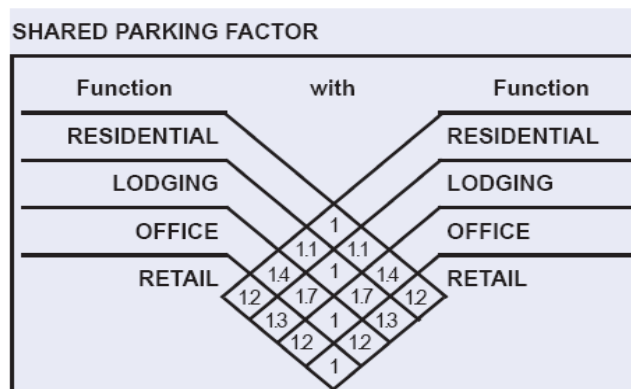 SHARED PARKING FACTOR
Function with Function
RESIDENTIAL RESIDENTIAL
LODGING LODGING
OFFICE 1 OFFICE
1.1 1.1
RETAIL 1.4 1 1.4 RETAIL
1.2 1.7 1.7 1.2
1.3 1 1.3
1.2 1.2
1